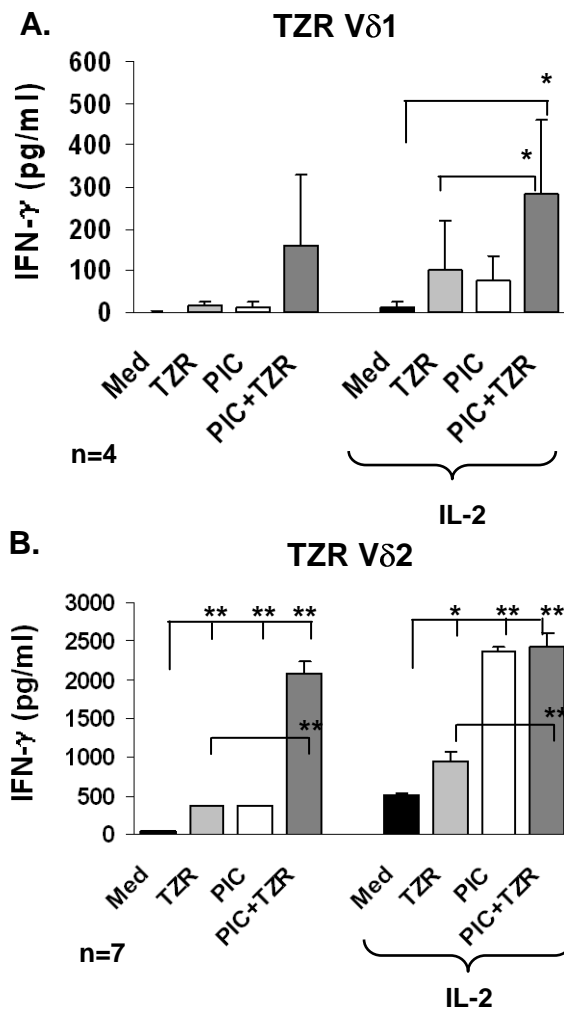 A.
TZR Vδ1
IFN-γ (pg/ml)
600
500
400
300
200
100
0
*
*
Med
TZR
PIC
PIC+TZR
Med
TZR
PIC
PIC+TZR
n=4
IL-2
B.
TZR Vδ2
IFN-γ (pg/ml)
3000
2500
2000
1500
1000
500
0
** ** **
**
* ** **
**
Med
TZR
PIC
PIC+TZR
Med
TZR
PIC
PIC+TZR
n=7
IL-2